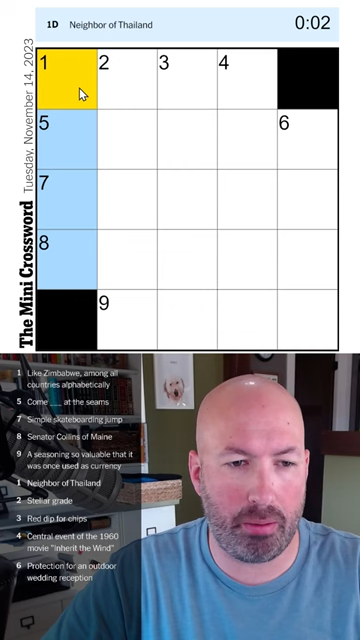 1D Neighbor of Thailand 0:02
The Mini Crossword Tuesday, November 14, 2023
1 2 3 4
5 6
7
8
9
1 Like Zimbabwe, among all
countries alphabetically
5 Come ___ at the seams
7 Simple skateboarding jump
8 Senator Collins of Maine
9 A seasoning so valuable that it
was once used as currency
1 Neighbor of Thailand
2 Stellar grade
3 Red dip for chips
4 Central event of the 1960
movie "Inherit the Wind"
6 Protection for an outdoor
wedding reception